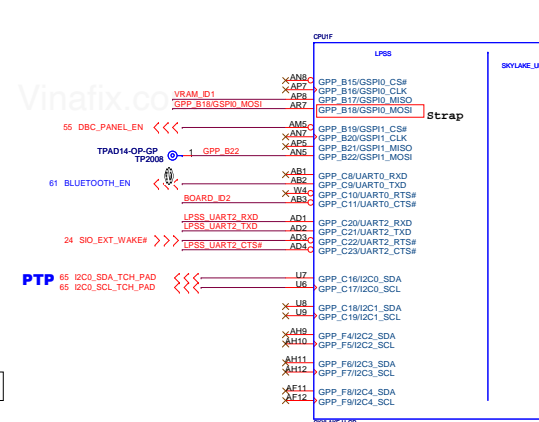 CPU1F
LPSS
SKYLAKE_U
Vinafix.co
AN8 GPP_B15/GSPI0_CS#
AP7 GPP_B16/GSPI0_CLK
VRAM_ID1 AP8 GPP_B17/GSPI0_MISO
GPP_B18/GSPI0_MOSI AR7 GPP_B18/GSPI0_MOSI Strap
55 DBC_PANEL_EN AM5 GPP_B19/GSPI1_CS#
AN7 GPP_B20/GSPI1_CLK
AP5 GPP_B21/GSPI1_MISO
TPAD14-OP-GP TP2008 1 GPP_B22 AN5 GPP_B22/GSPI1_MOSI
AB1 GPP_C8/UART0_RXD
61 BLUETOOTH_EN AB2 GPP_C9/UART0_TXD
W4 GPP_C10/UART0_RTS#
BOARD_ID2 AB3 GPP_C11/UART0_CTS#
LPSS_UART2_RXD AD1 GPP_C20/UART2_RXD
LPSS_UART2_TXD AD2 GPP_C21/UART2_TXD
24 SIO_EXT_WAKE# AD3 GPP_C22/UART2_RTS#
LPSS_UART2_CTS# AD4 GPP_C23/UART2_CTS#
PTP 65 I2C0_SDA_TCH_PAD U7 GPP_C16/I2C0_SDA
65 I2C0_SCL_TCH_PAD U6 GPP_C17/I2C0_SCL
U8 GPP_C18/I2C1_SDA
U9 GPP_C19/I2C1_SCL
AH9 GPP_F4/I2C2_SDA
AH10 GPP_F5/I2C2_SCL
AH11 GPP_F6/I2C3_SDA
AH12 GPP_F7/I2C3_SCL
AF11 GPP_F8/I2C4_SDA
AF12 GPP_F9/I2C4_SCL